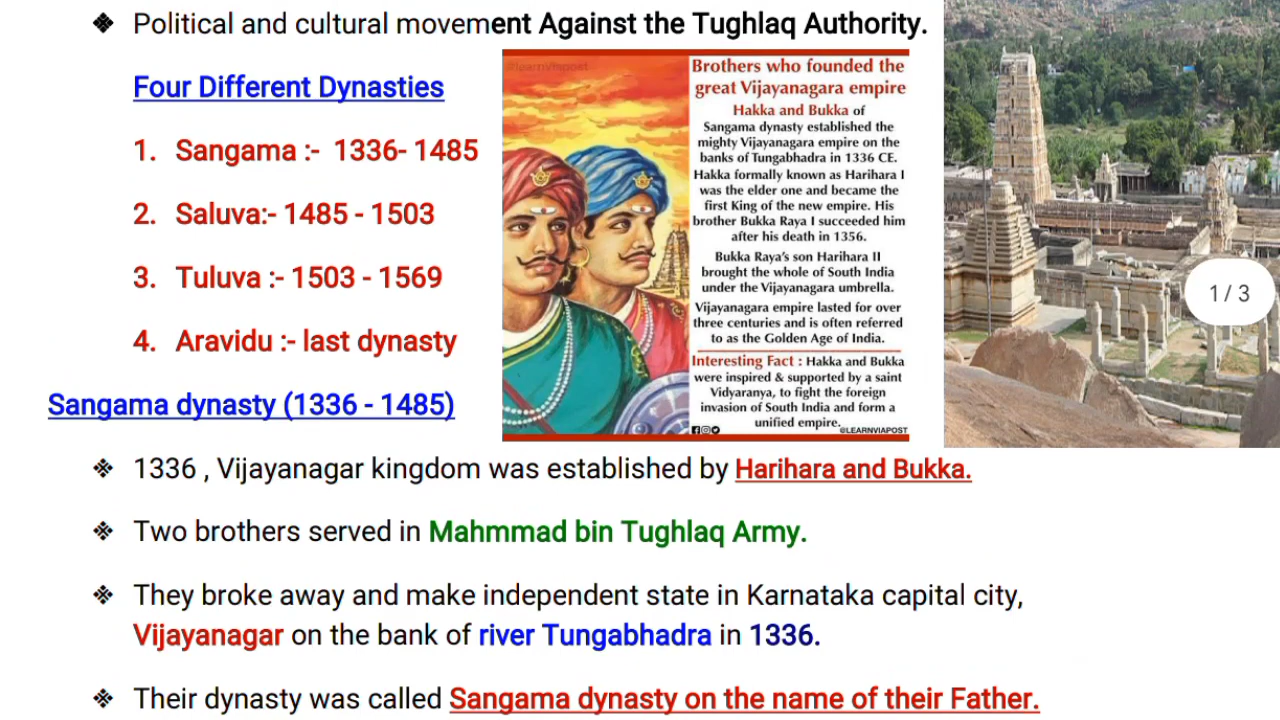 ❖ Political and cultural movement Against the Tughlaq Authority.
Four Different Dynasties
1. Sangama :- 1336- 1485
2. Saluva:- 1485 - 1503
3. Tuluva :- 1503 - 1569
4. Aravidu :- last dynasty
#learnviapost
Brothers who founded the
great Vijayanagara empire
Hakka and Bukka of
Sangama dynasty established the
mighty Vijayanagara empire on the
banks of Tungabhadra in 1336 CE.
Hakka formally known as Harihara I
was the elder one and became the
first King of the new empire. His
brother Bukka Raya I succeeded him
after his death in 1356.
Bukka Raya's son Harihara II
brought the whole of South India
under the Vijayanagara umbrella.
Vijayanagara empire lasted for over
three centuries and is often referred
to as the Golden Age of India.
Interesting Fact : Hakka and Bukka
were inspired & supported by a saint
Vidyaranya, to fight the foreign
invasion of South India and form a
unified empire.
@LEARNVIAPOST
1 / 3
Sangama dynasty (1336 - 1485)
❖ 1336 , Vijayanagar kingdom was established by Harihara and Bukka.
❖ Two brothers served in Mahmmad bin Tughlaq Army.
❖ They broke away and make independent state in Karnataka capital city,
Vijayanagar on the bank of river Tungabhadra in 1336.
❖ Their dynasty was called Sangama dynasty on the name of their Father.